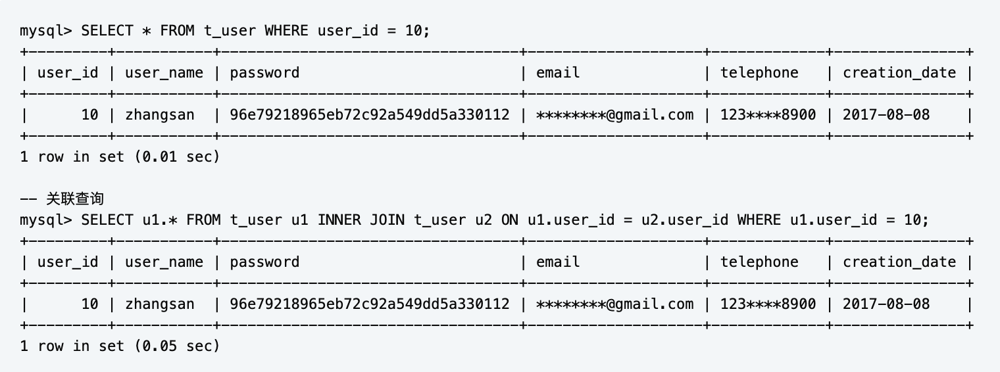 mysql> SELECT * FROM t_user WHERE user_id = 10;
+---------+-----------+----------------------------------+--------------------+-------------+---------------+
| user_id | user_name | password                         | email              | telephone   | creation_date |
+---------+-----------+----------------------------------+--------------------+-------------+---------------+
|      10 | zhangsan  | 96e79218965eb72c92a549dd5a330112 | ********@gmail.com | 123****8900 | 2017-08-08    |
+---------+-----------+----------------------------------+--------------------+-------------+---------------+
1 row in set (0.01 sec)

-- 关联查询
mysql> SELECT u1.* FROM t_user u1 INNER JOIN t_user u2 ON u1.user_id = u2.user_id WHERE u1.user_id = 10;
+---------+-----------+----------------------------------+--------------------+-------------+---------------+
| user_id | user_name | password                         | email              | telephone   | creation_date |
+---------+-----------+----------------------------------+--------------------+-------------+---------------+
|      10 | zhangsan  | 96e79218965eb72c92a549dd5a330112 | ********@gmail.com | 123****8900 | 2017-08-08    |
+---------+-----------+----------------------------------+--------------------+-------------+---------------+
1 row in set (0.05 sec)